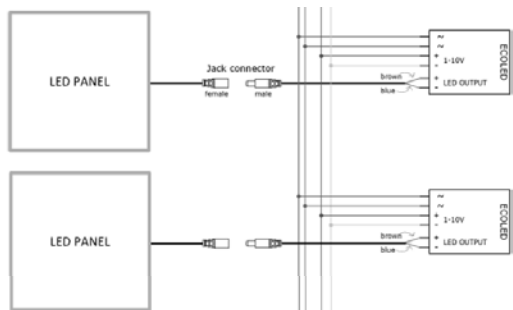 LED PANEL
Jack connector
female
male
~
~
+
1-10V
-
brown
+
LED OUTPUT
blue
-
ECOLED
LED PANEL
~
~
+
1-10V
-
brown
+
LED OUTPUT
blue
-
ECOLED